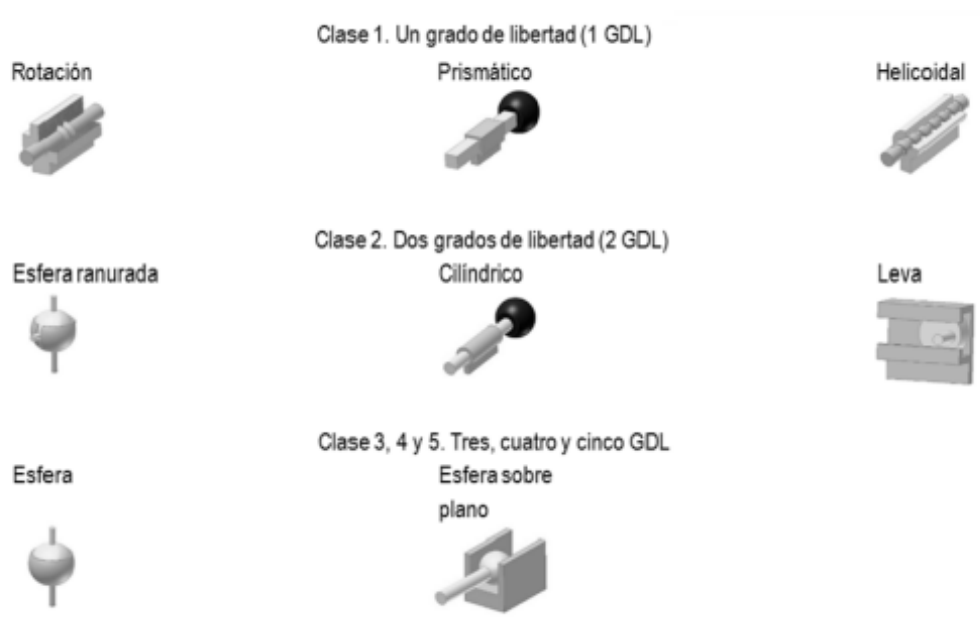 Clase 1. Un grado de libertad (1 GDL)
Rotación
Prismático
Helicoidal
Clase 2. Dos grados de libertad (2 GDL)
Esfera ranurada
Cilíndrico
Leva
Clase 3, 4 y 5. Tres, cuatro y cinco GDL
Esfera
Esfera sobre
plano